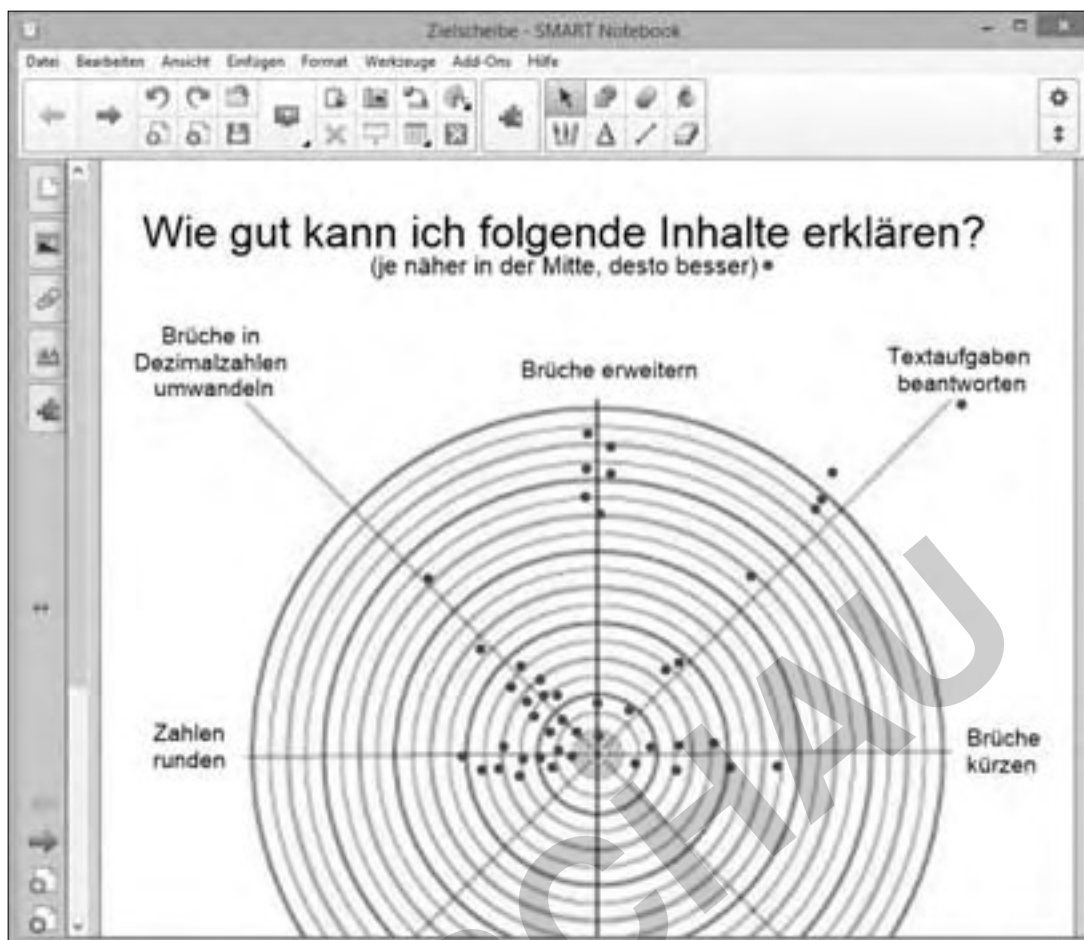 Zielscheibe - SMART Notebook
Datei Bearbeiten Ansicht Einfügen Format Werkzeuge Add-Ons Hilfe
Wie gut kann ich folgende Inhalte erklären?
(je näher in der Mitte, desto besser)
Brüche in
Dezimalzahlen
umwandeln
Brüche erweitern
Textaufgaben
beantworten
Zahlen
runden
Brüche
kürzen
SCHAU